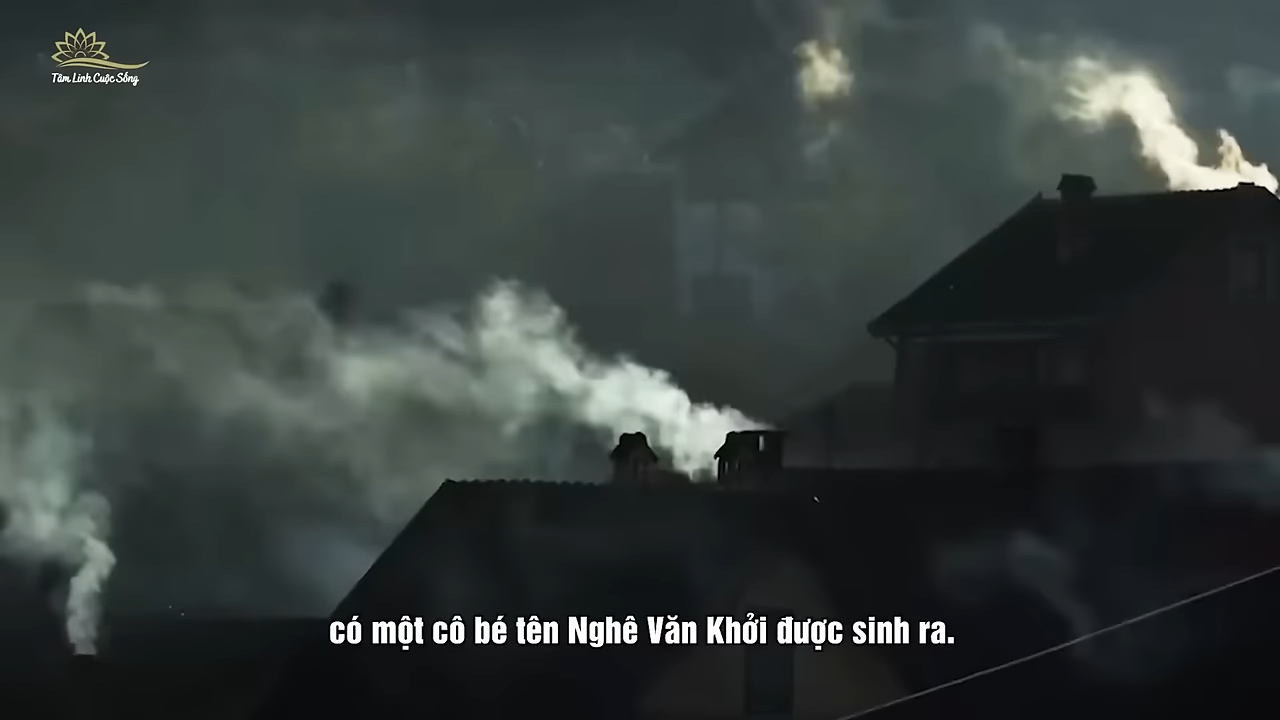 Tâm Linh Cuộc Sống
có một cô bé tên Nghê Văn Khởi được sinh ra.